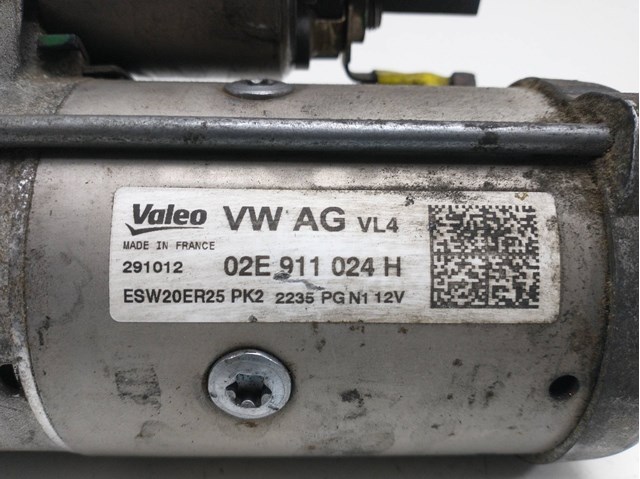 Valeo VW AG VL4
MADE IN FRANCE
291012 02E 911 024 H
ESW20ER25 PK2 2235 PG N1 12V